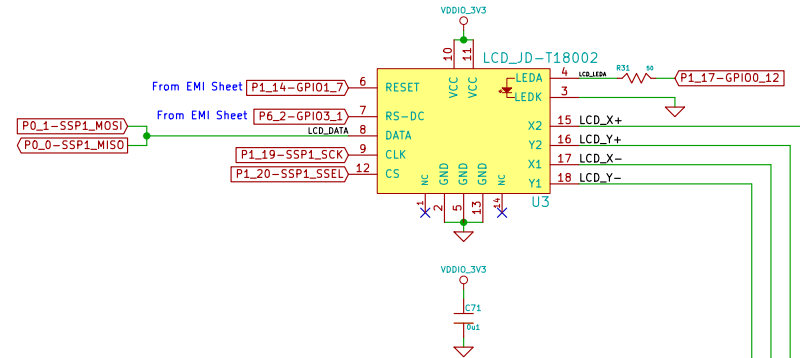 VDDIO_3V3
LCD_JD-T18002
10
11
VCC
VCC
From EMI Sheet
P1_14-GPIO1_7
6
RESET
LEDA
4
LCD_LEDA
R31
50
P1_17-GPIO0_12
LEDK
3
From EMI Sheet
P6_2-GPIO3_1
7
RS-DC
P0_1-SSP1_MOSI
LCD_DATA
8
DATA
X2
15
LCD_X+
P0_0-SSP1_MISO
Y2
16
LCD_Y+
P1_19-SSP1_SCK
9
CLK
X1
17
LCD_X-
P1_20-SSP1_SSEL
12
CS
Y1
18
LCD_Y-
NC
GND
GND
GND
NC
1
2
5
13
14
U3
VDDIO_3V3
C71
0u1